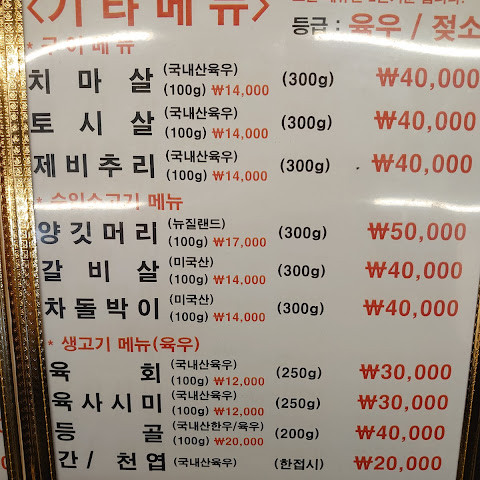 <기타메뉴>
등급 : 육우 / 젖소
* 구이메뉴
치마살 (국내산육우) (100g) ₩14,000 (300g) ₩40,000
토시살 (국내산육우) (100g) ₩14,000 (300g) ₩40,000
제비추리 (국내산육우) (100g) ₩14,000 (300g) ₩40,000
* 수입소고기 메뉴
양깃머리 (뉴질랜드) (100g) ₩17,000 (300g) ₩50,000
갈비살 (미국산) (100g) ₩14,000 (300g) ₩40,000
차돌박이 (미국산) (100g) ₩14,000 (300g) ₩40,000
* 생고기 메뉴(육우)
육회 (국내산육우) (100g) ₩12,000 (250g) ₩30,000
육사시미 (국내산육우) (100g) ₩12,000 (250g) ₩30,000
등골 (국내산한우/육우) (100g) ₩20,000 (200g) ₩40,000
간/천엽 (국내산육우) (한접시) ₩20,000